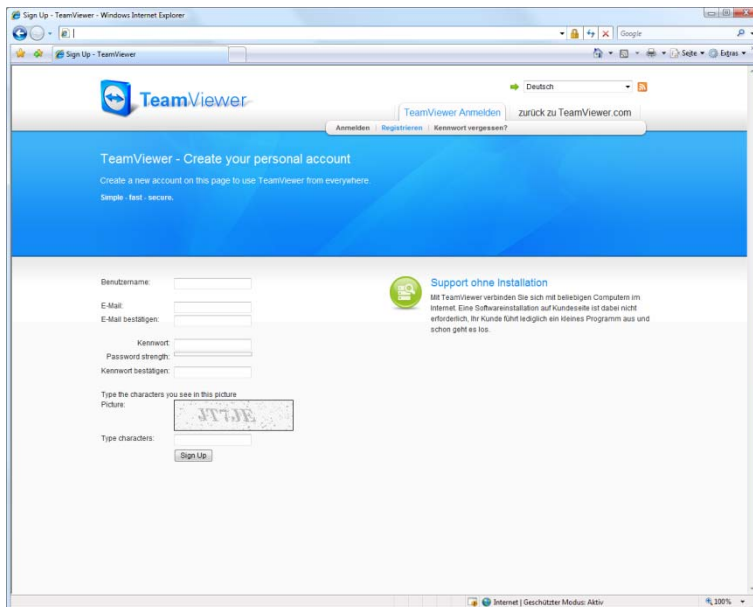 Sign Up - TeamViewer - Windows Internet Explorer
Google
Sign Up - TeamViewer
Seite Extras
TeamViewer
Deutsch
TeamViewer Anmelden zurück zu TeamViewer.com
Anmelden | Registrieren | Kennwort vergessen?
TeamViewer - Create your personal account
Create a new account on this page to use TeamViewer from everywhere.
Simple - fast - secure.
Benutzername:
E-Mail:
E-Mail bestätigen:
Kennwort:
Password strength:
Kennwort bestätigen:
Type the characters you see in this picture
Picture:
JT7JE
Type characters:
Sign Up
Support ohne Installation
Mit TeamViewer verbinden Sie sich mit beliebigen Computern im
Internet. Eine Softwareinstallation auf Kundeseite ist dabei nicht
erforderlich, Ihr Kunde führt lediglich ein kleines Programm aus und
schon geht es los.
Internet | Geschützter Modus: Aktiv
100%